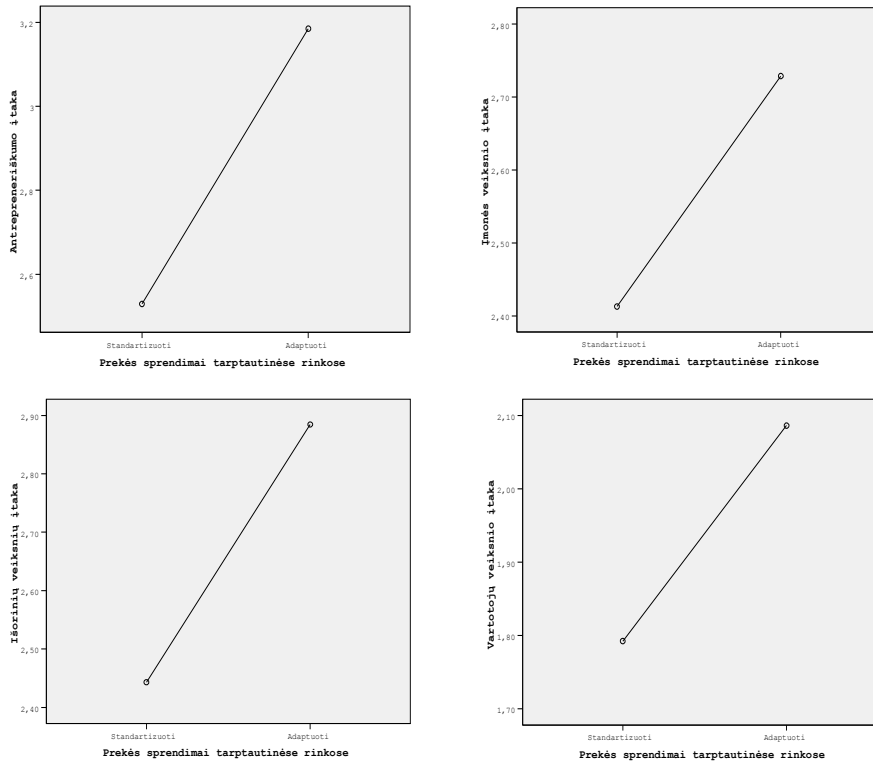 Antrepreneriškumo įtaka
3,2
3
2,8
2,6
Standartizuoti Adaptuoti
Prekės sprendimai tarptautinėse rinkose
Įmonės veiksnio įtaka
2,80
2,70
2,60
2,50
2,40
Standartizuoti Adaptuoti
Prekės sprendimai tarptautinėse rinkose
Išorinių veiksnių įtaka
2,90
2,80
2,70
2,60
2,50
2,40
Standartizuoti Adaptuoti
Prekės sprendimai tarptautinėse rinkose
Vartotojų veiksnio įtaka
2,10
2,00
1,90
1,80
1,70
Standartizuoti Adaptuoti
Prekės sprendimai tarptautinėse rinkose